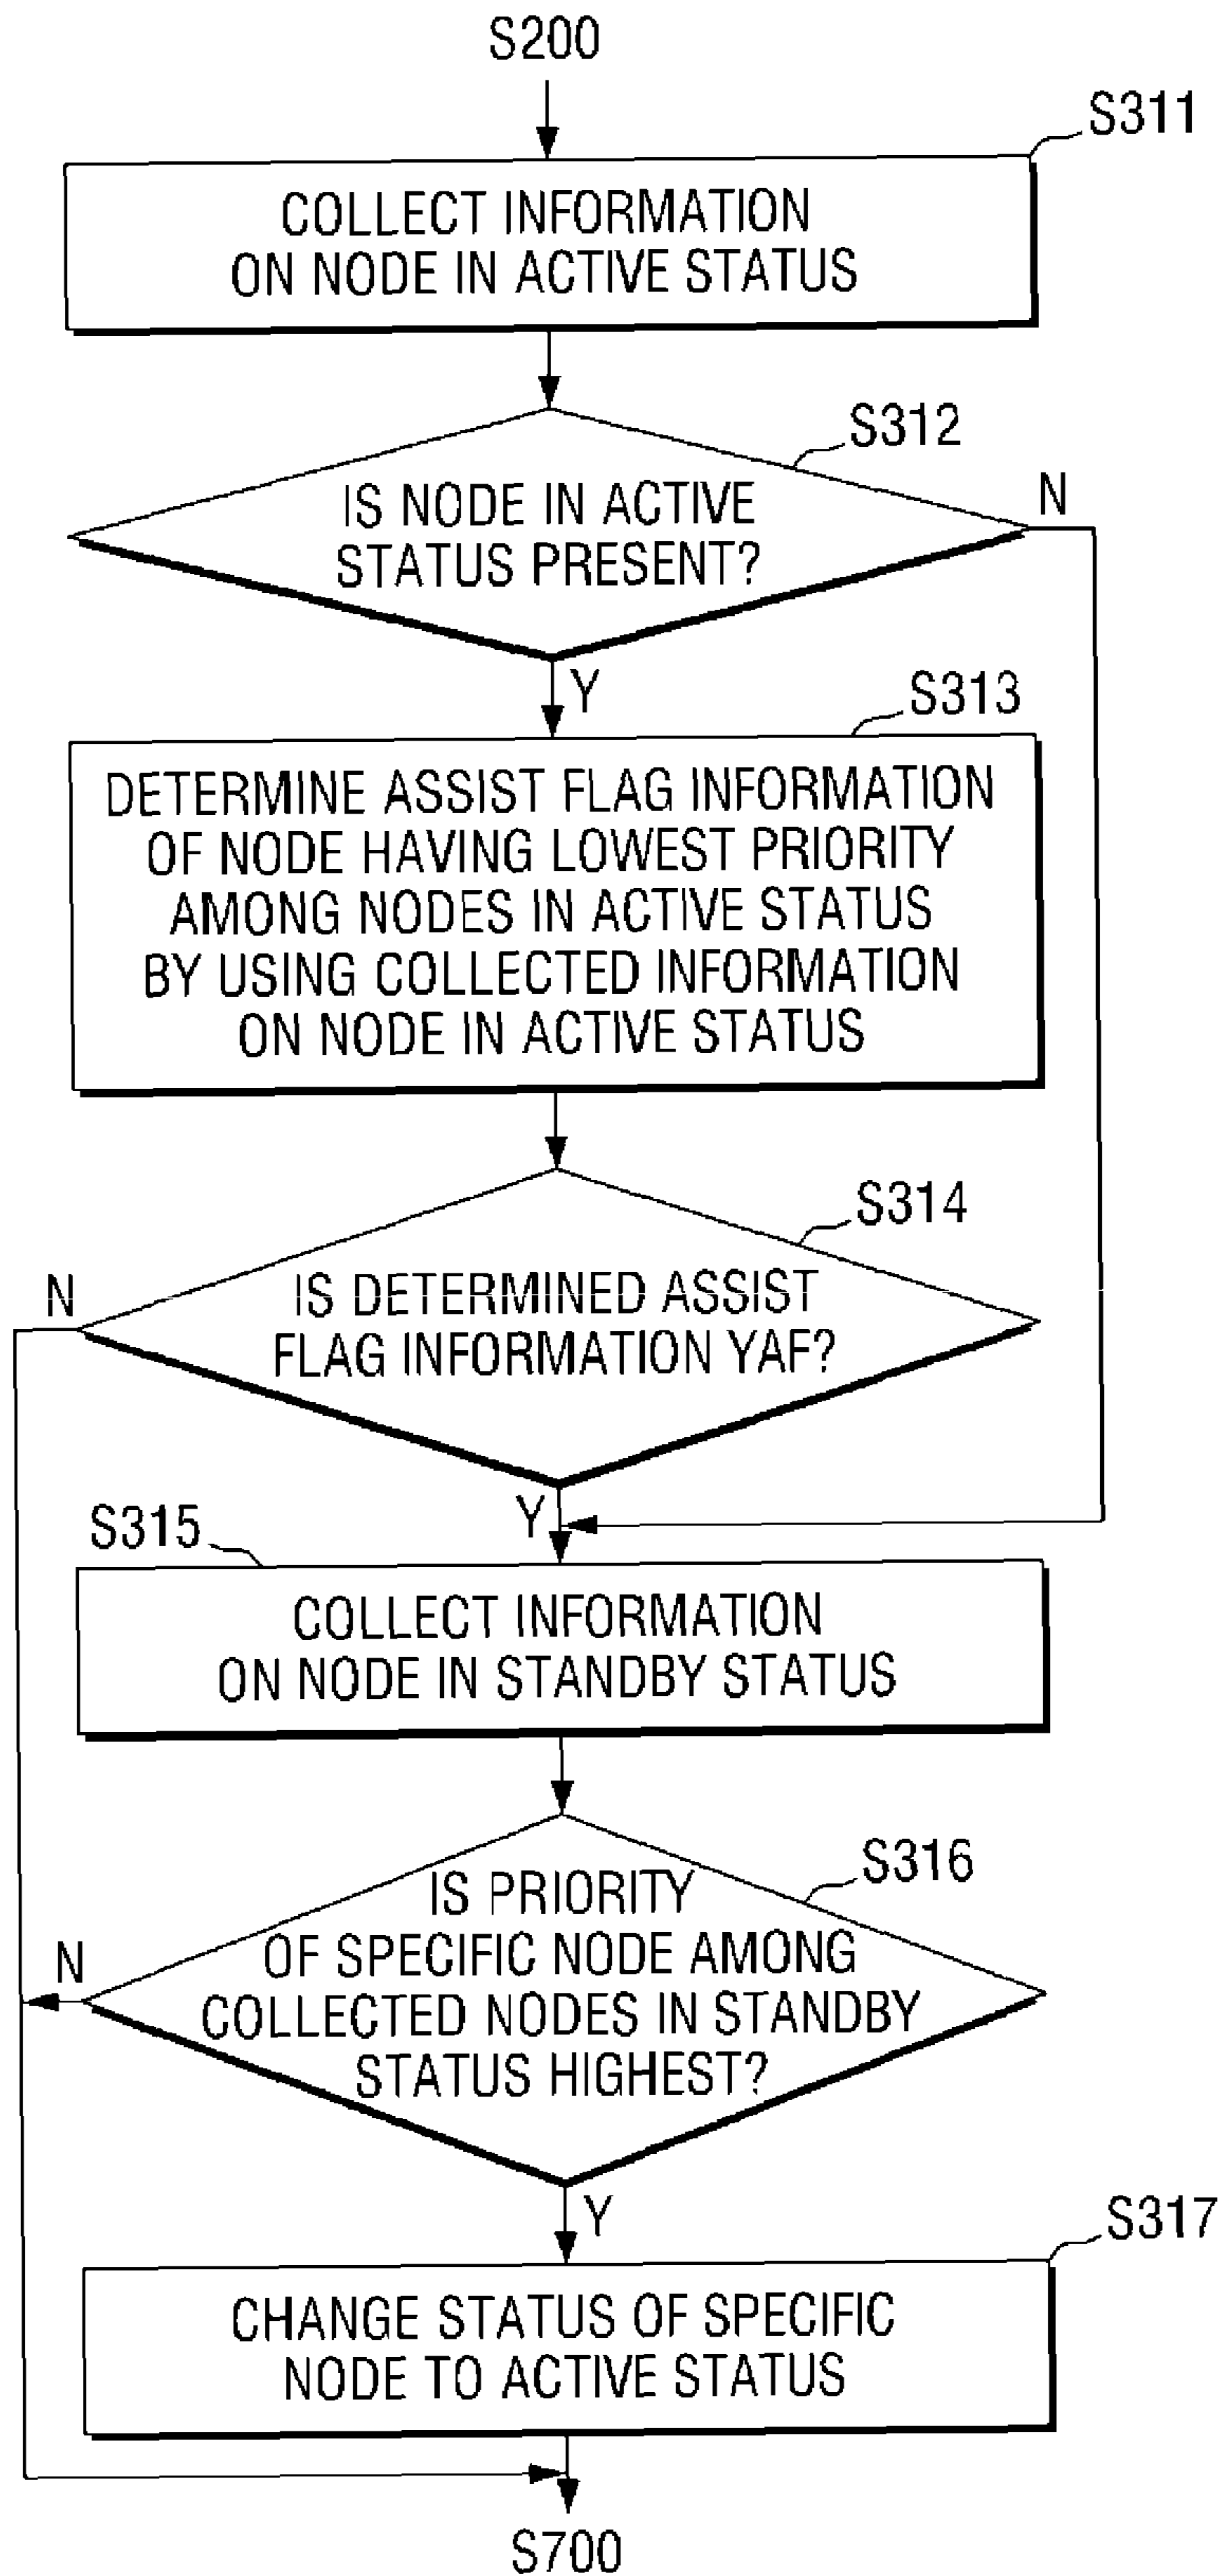 S200
S311
COLLECT INFORMATION
ON NODE IN ACTIVE STATUS
S312
IS NODE IN ACTIVE
STATUS PRESENT?
N
Y
S313
DETERMINE ASSIST FLAG INFORMATION
OF NODE HAVING LOWEST PRIORITY
AMONG NODES IN ACTIVE STATUS
BY USING COLLECTED INFORMATION
ON NODE IN ACTIVE STATUS
S314
N
IS DETERMINED ASSIST
FLAG INFORMATION YAF?
Y
S315
COLLECT INFORMATION
ON NODE IN STANDBY STATUS
S316
IS PRIORITY
OF SPECIFIC NODE AMONG
COLLECTED NODES IN STANDBY
STATUS HIGHEST?
N
Y
S317
CHANGE STATUS OF SPECIFIC
NODE TO ACTIVE STATUS
S700